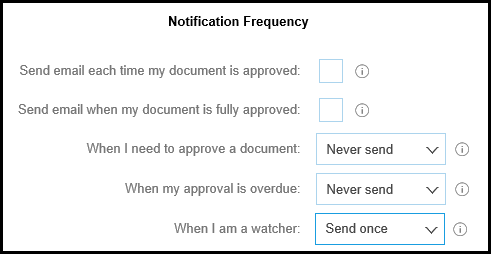 Notification Frequency
Send email each time my document is approved:
Send email when my document is fully approved:
When I need to approve a document: Never send
When my approval is overdue: Never send
When I am a watcher: Send once